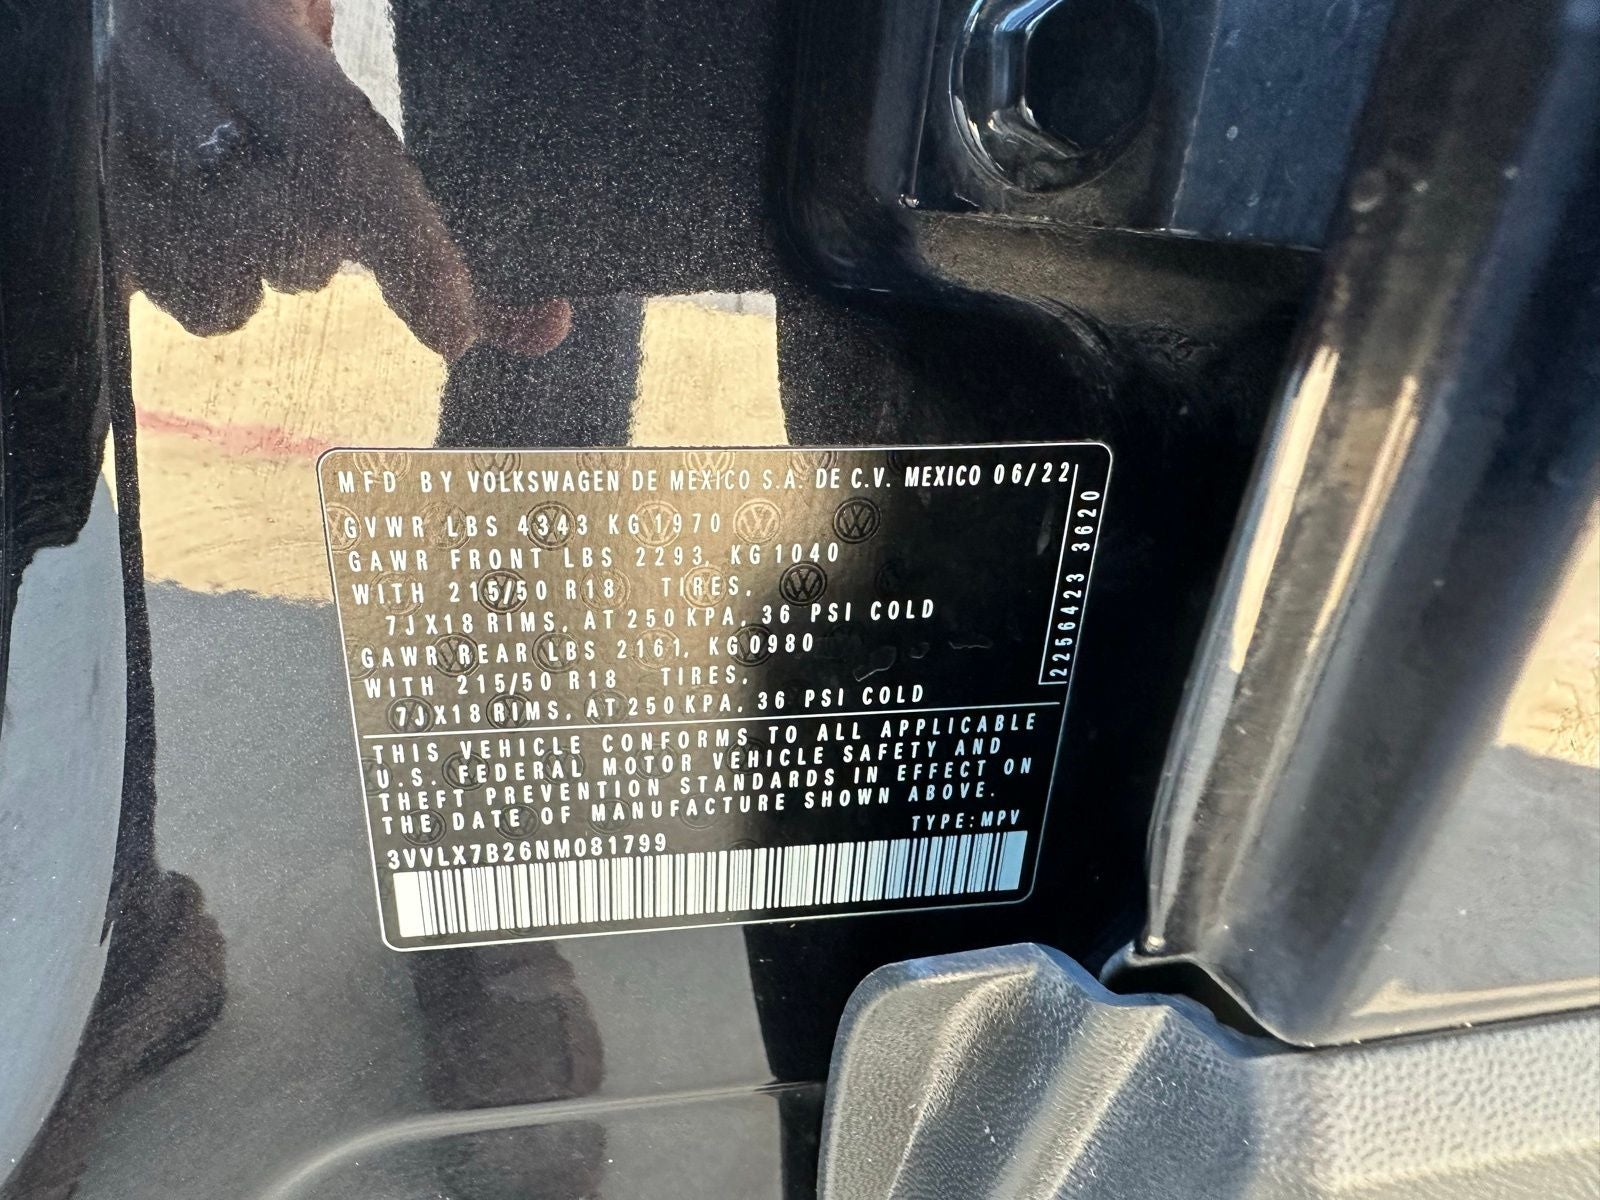 MFD BY VOLKSWAGEN DE MEXICO S.A. DE C.V. MEXICO 06/22
GVWR LBS 4343 KG 1970
GAWR FRONT LBS 2293, KG 1040
WITH 215/50 R18 TIRES,
7JX18 RIMS, AT 250 KPA, 36 PSI COLD
GAWR REAR LBS 2161, KG 0980
WITH 215/50 R18 TIRES,
7JX18 RIMS, AT 250 KPA, 36 PSI COLD
2256423 3620
THIS VEHICLE CONFORMS TO ALL APPLICABLE
U.S. FEDERAL MOTOR VEHICLE SAFETY AND
THEFT PREVENTION STANDARDS IN EFFECT ON
THE DATE OF MANUFACTURE SHOWN ABOVE.
TYPE: MPV
3VVLX7B26NM081799